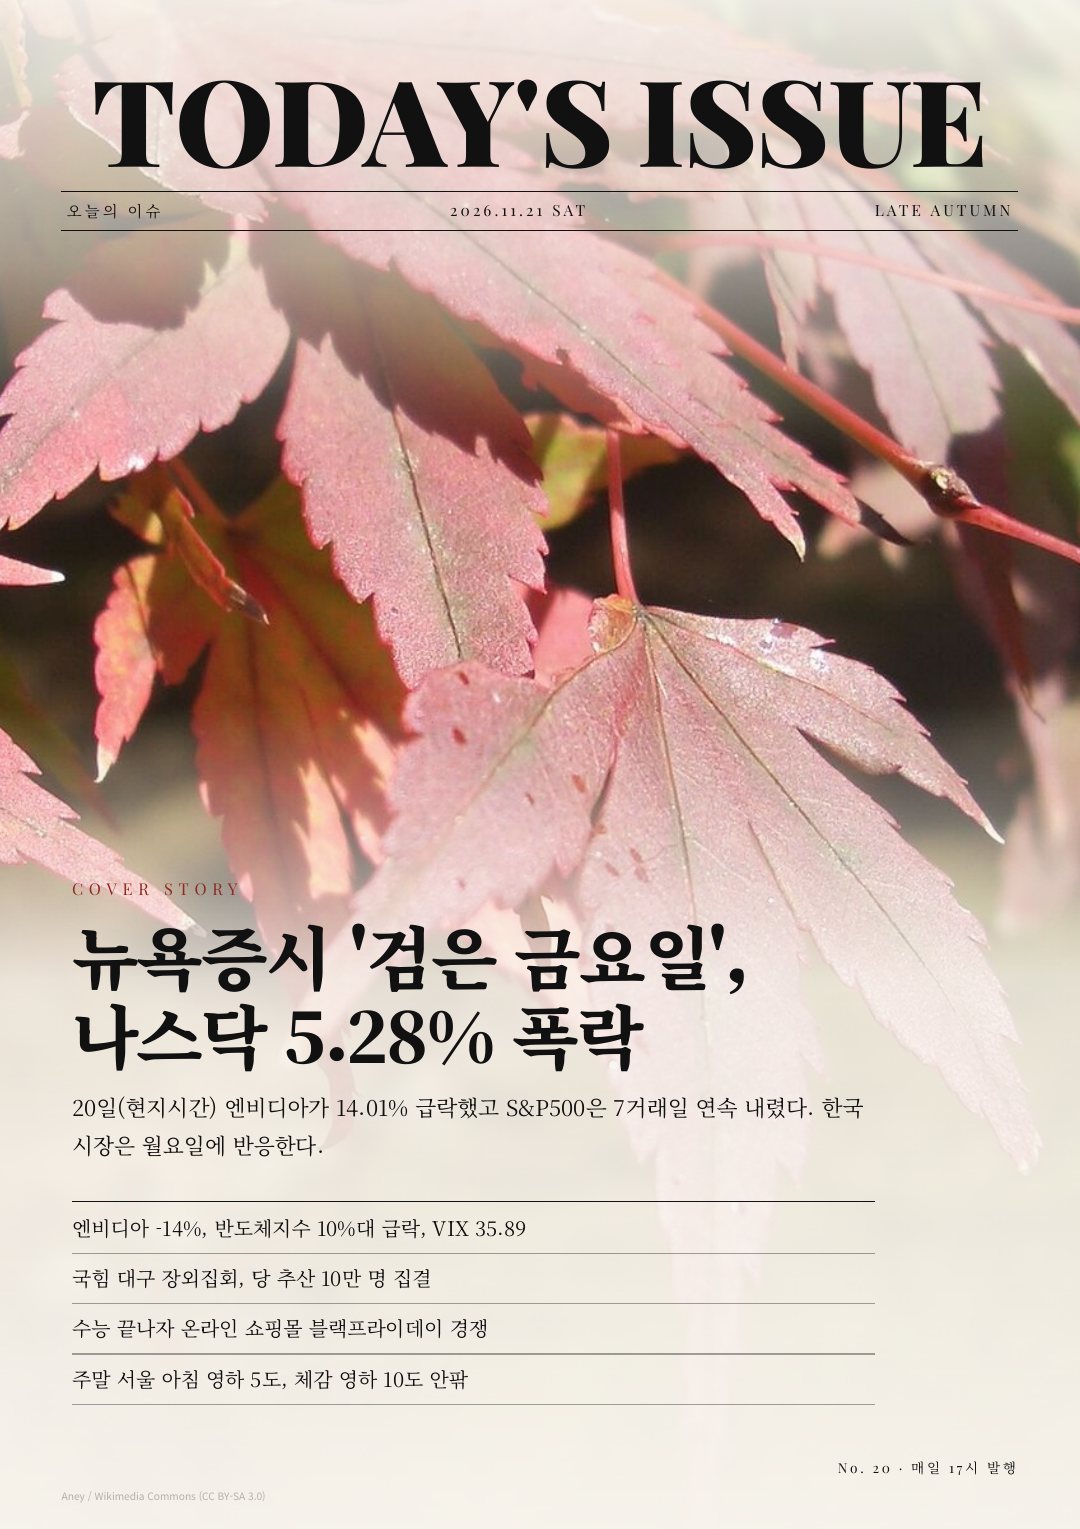 TODAY'S ISSUE
오늘의 이슈
2026.11.21 SAT
LATE AUTUMN
COVER STORY
뉴욕증시 '검은 금요일',
나스닥 5.28% 폭락
20일(현지시간) 엔비디아가 14.01% 급락했고 S&P500은 7거래일 연속 내렸다. 한국
시장은 월요일에 반응한다.
엔비디아 -14%, 반도체지수 10%대 급락, VIX 35.89
국힘 대구 장외집회, 당 추산 10만 명 집결
수능 끝나자 온라인 쇼핑몰 블랙프라이데이 경쟁
주말 서울 아침 영하 5도, 체감 영하 10도 안팎
No. 20 · 매일 17시 발행
Aney / Wikimedia Commons (CC BY-SA 3.0)